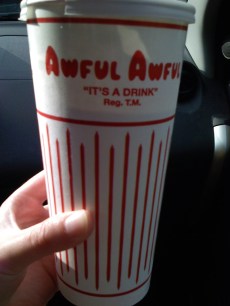 AWFUL AWFUL
"IT'S A DRINK"
Reg. T.M.